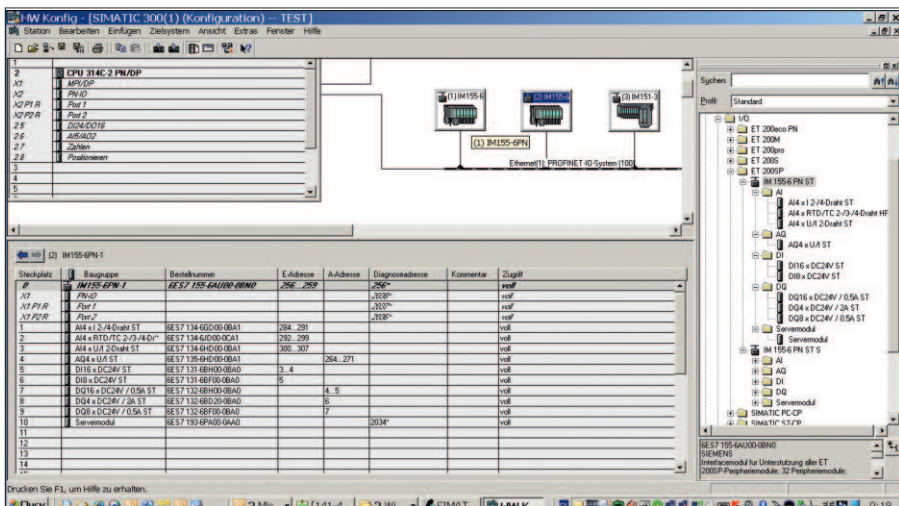 HW Konfig - [SIMATIC 300(1) (Konfiguration) -- TEST]
Station Bearbeiten Einfügen Zielsystem Ansicht Extras Fenster Hilfe
1
2 CPU 314C-2 PN/DP
X1 MPI/DP
X2 PN-IO
X2 P1 R Port 1
X2 P2 R Port 2
2.5 DI24/DO16
2.6 AI5/AO2
2.7 Zählen
2.8 Positionieren
3
4
5
(1) IM155-6
(2) IM155-6
(3) IM151-3
(1) IM155-6PN
Ethernet(1): PROFINET-IO-System (100)
Suchen:
Profil: Standard
I/O
ET 200eco PN
ET 200M
ET 200pro
ET 200S
ET 200SP
IM 155-6 PN ST
AI
AI4 x I 2-/4-Draht ST
AI4 x RTD/TC 2-/3-/4-Draht HF
AI4 x U/I 2-Draht ST
AQ
AQ4 x U/I ST
DI
DI16 x DC24V ST
DI8 x DC24V ST
DQ
DQ16 x DC24V / 0,5A ST
DQ4 x DC24V / 2A ST
DQ8 x DC24V / 0,5A ST
Servermodul
Servermodul
IM 155-6 PN ST S
AI
AQ
DI
DQ
Servermodul
SIMATIC PC-CP
SIMATIC S7-CP
6ES7 155-6AU00-0BN0
SIEMENS
Interfacemodul für Unterstützung aller ET
200SP-Peripheriemodule; 32 Peripheriemodule;
(2) IM155-6PN-1
Steckplatz Baugruppe Bestellnummer E-Adresse A-Adresse Diagnoseadresse Kommentar Zugriff
0 IM155-6PN-1 6ES7 155-6AU00-0BN0 256...259 256* voll
X1 PN-IO 2038* voll
X1 P1 R Port 1 2037* voll
X1 P2 R Port 2 2036* voll
1 AI4 x I 2-/4-Draht ST 6ES7 134-6GD00-0BA1 284...291 voll
2 AI4 x RTD/TC 2-/3-/4-Dr 6ES7 134-6JD00-0CA1 292...299 voll
3 AI4 x U/I 2-Draht ST 6ES7 134-6HD00-0BA1 300...307 voll
4 AQ4 x U/I ST 6ES7 135-6HD00-0BA1 264...271 voll
5 DI16 x DC24V ST 6ES7 131-6BH00-0BA0 3...4 voll
6 DI8 x DC24V ST 6ES7 131-6BF00-0BA0 5 voll
7 DQ16 x DC24V / 0,5A ST 6ES7 132-6BH00-0BA0 4...5 voll
8 DQ4 x DC24V / 2A ST 6ES7 132-6BD20-0BA0 6 voll
9 DQ8 x DC24V / 0,5A ST 6ES7 132-6BF00-0BA0 7 voll
10 Servermodul 6ES7 193-6PA00-0AA0 2034* voll
11
12
13
14
Drücken Sie F1, um Hilfe zu erhalten.
SIMAT
HW K